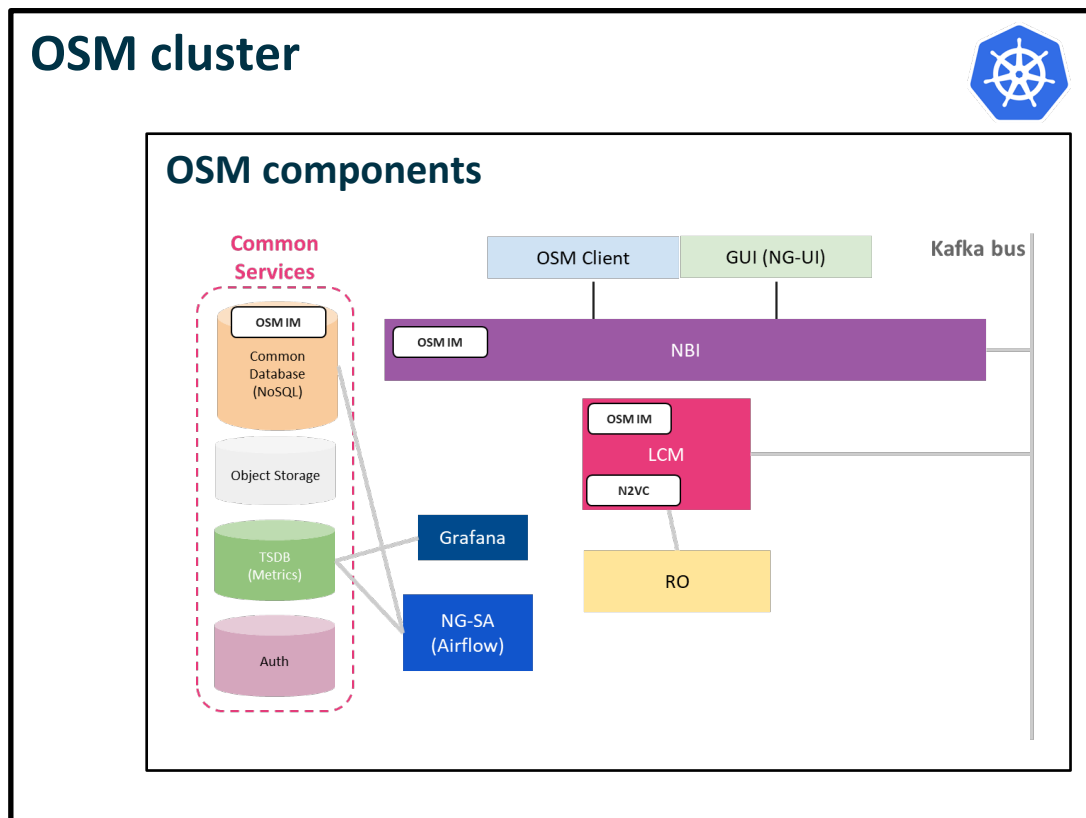 OSM cluster
OSM components
Common
Services
OSM IM
Common
Database
(NoSQL)
Object Storage
TSDB
(Metrics)
Auth
OSM Client
GUI (NG-UI)
Kafka bus
OSM IM
NBI
OSM IM
LCM
N2VC
Grafana
RO
NG-SA
(Airflow)